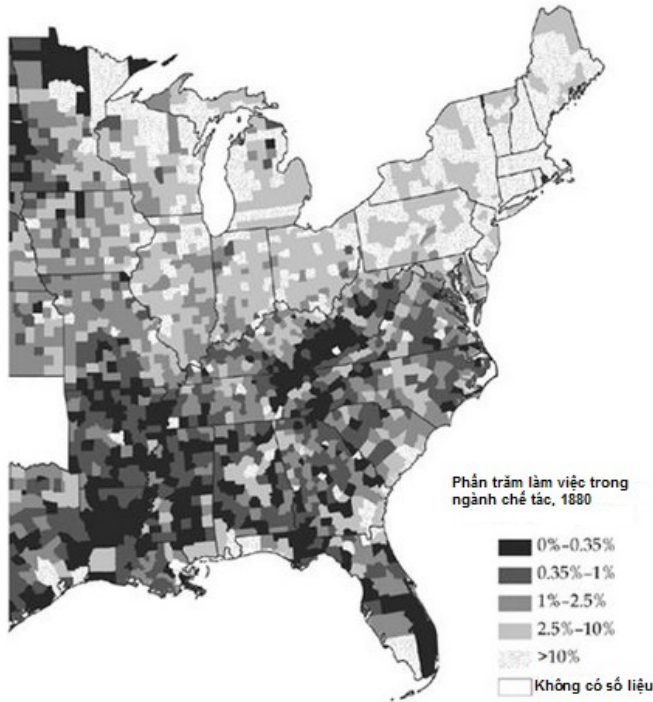 Phần trăm làm việc trong
ngành chế tác, 1880
0%–0.35%
0.35%–1%
1%–2.5%
2.5%–10%
>10%
Không có số liệu